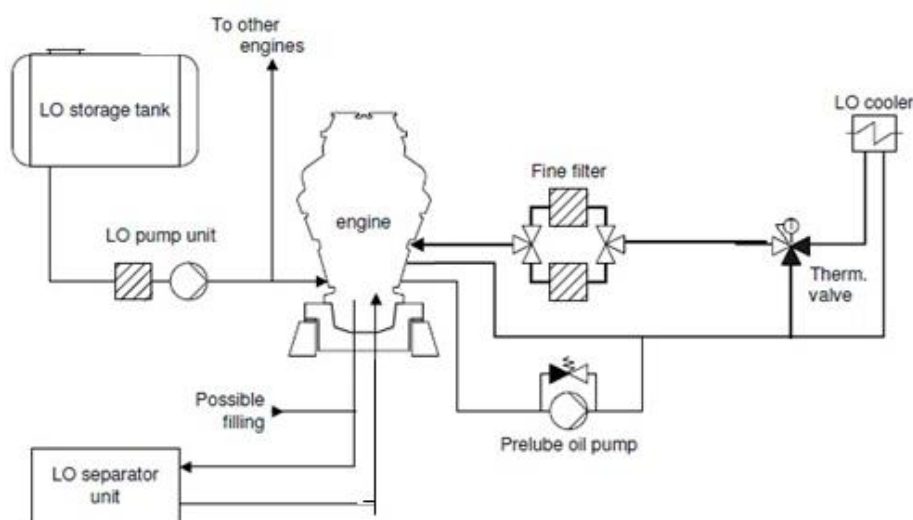 To other
engines
LO storage tank
LO cooler
Fine filter
engine
LO pump unit
Therm.
valve
Possible
filling
Prelube oil pump
LO separator
unit